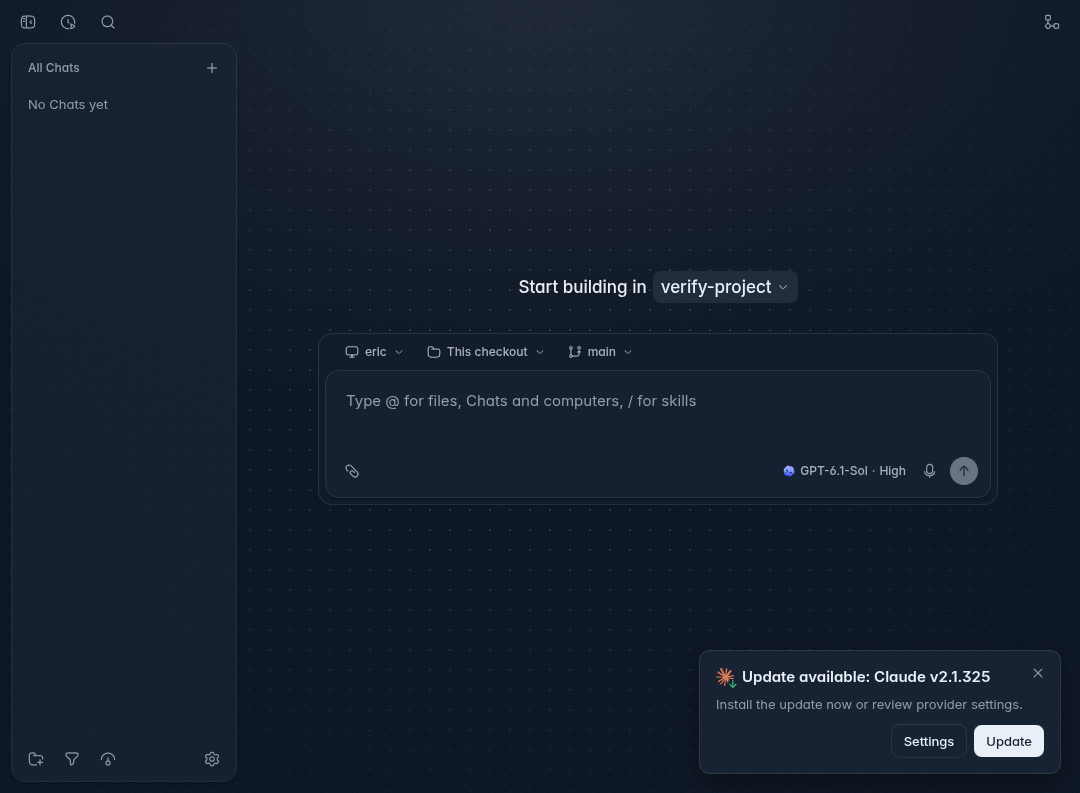 All Chats
No Chats yet
Start building in verify-project
eric This checkout main
Type @ for files, Chats and computers, / for skills
GPT-6.1-Sol · High
Update available: Claude v2.1.325
Install the update now or review provider settings.
Settings Update